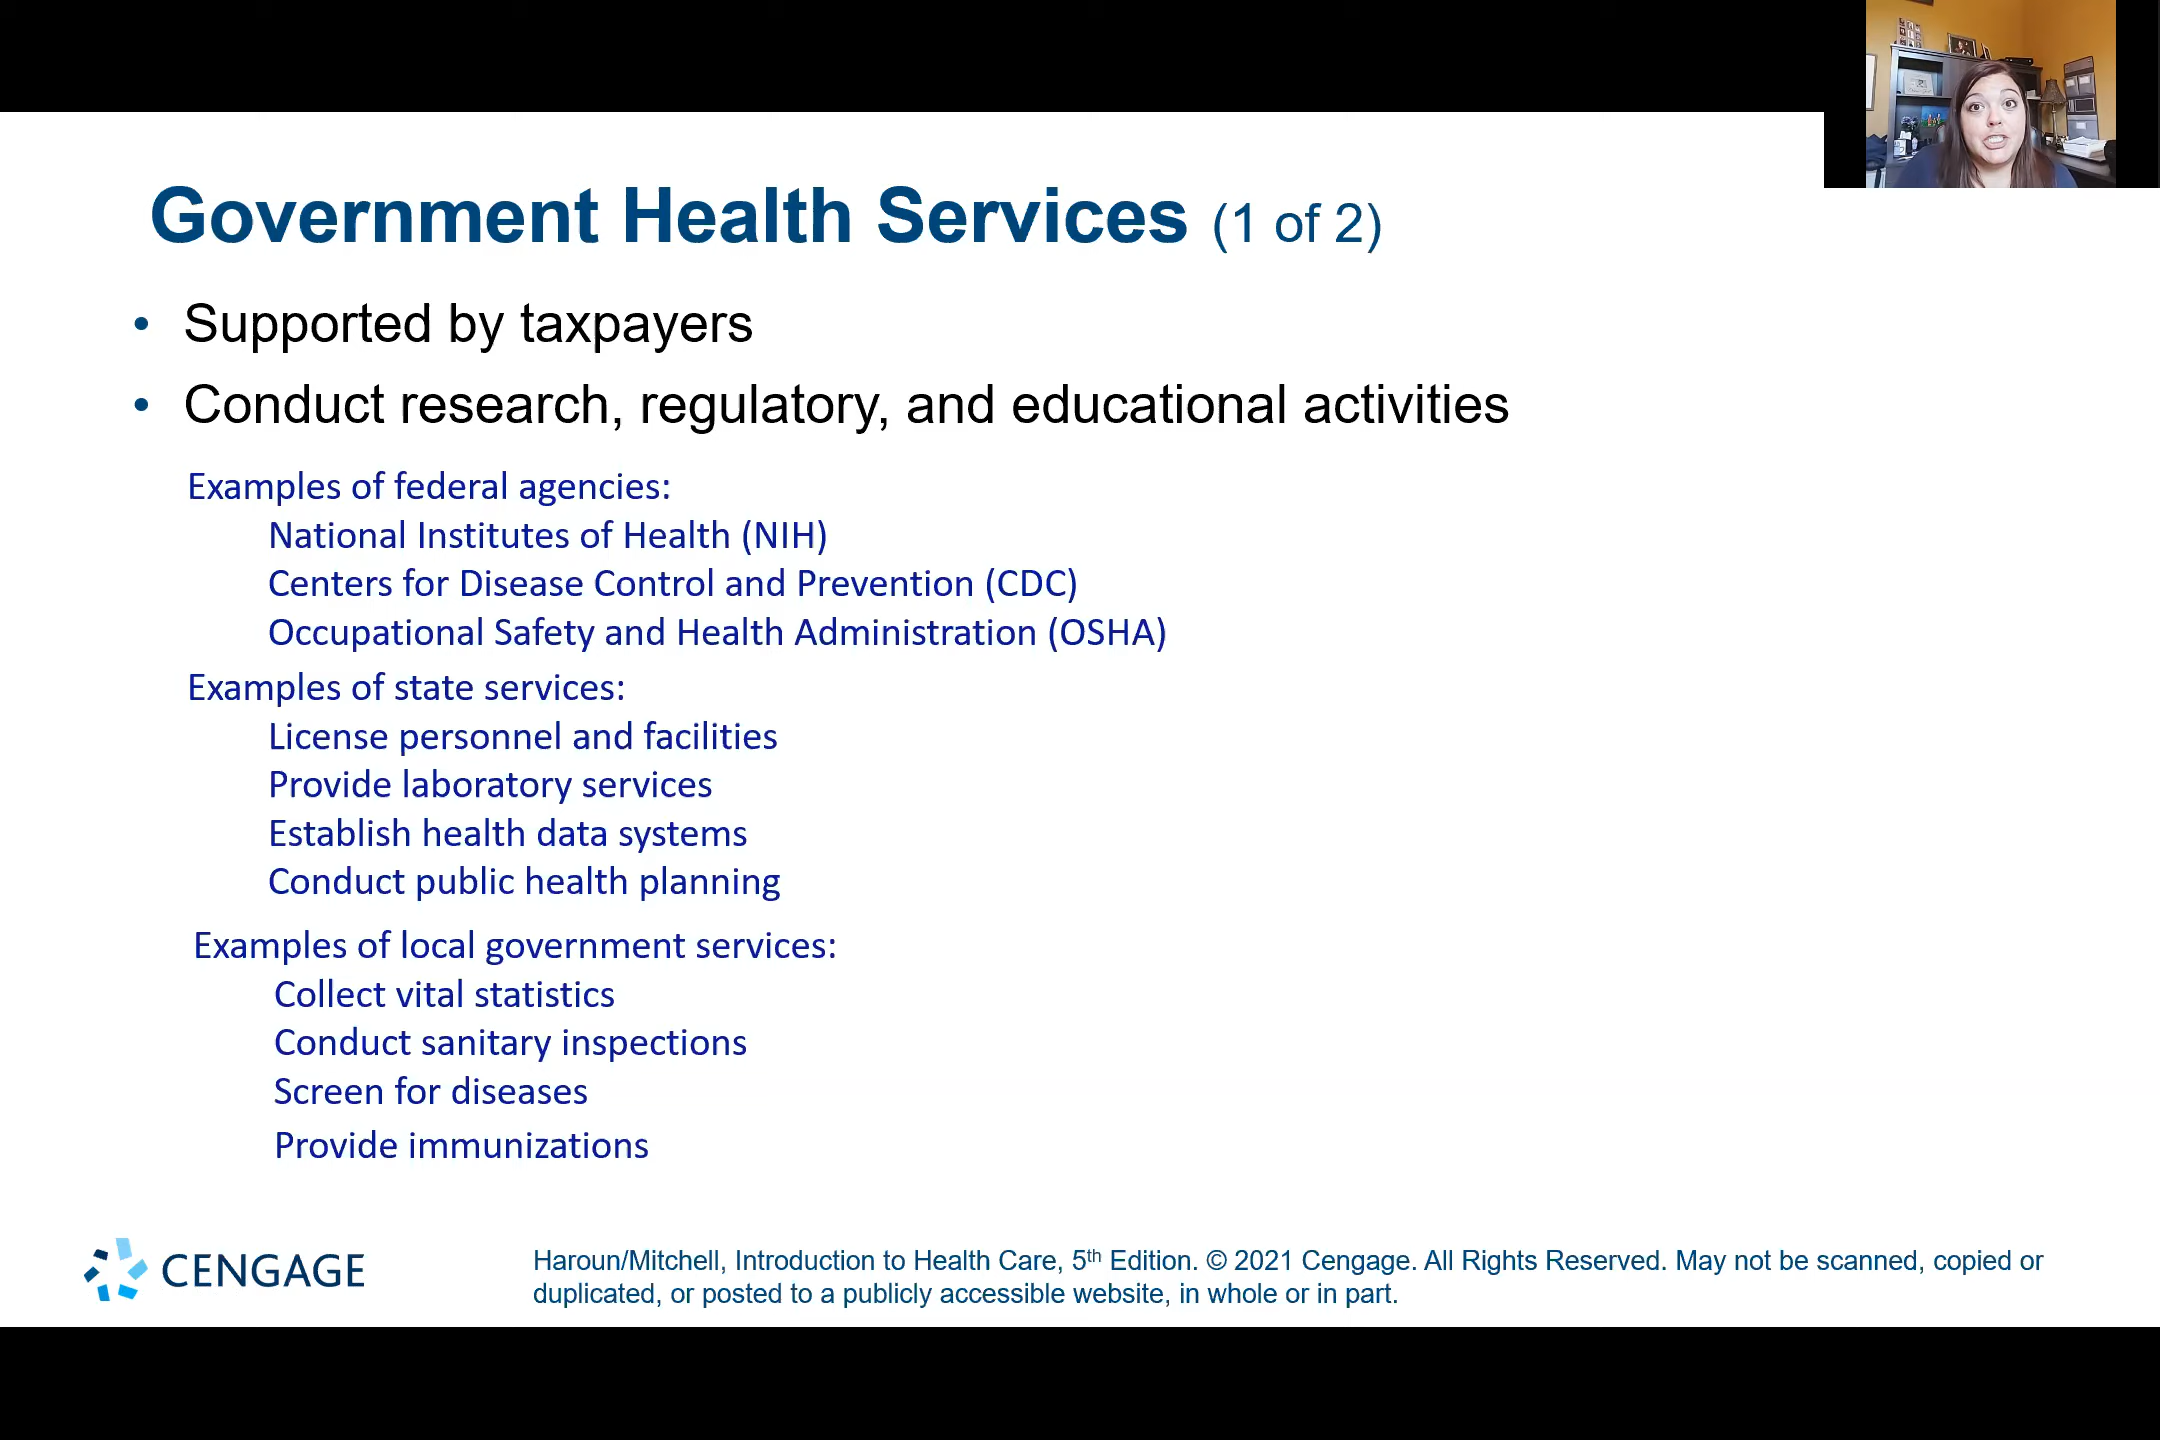 Government Health Services (1 of 2)
• Supported by taxpayers
• Conduct research, regulatory, and educational activities
Examples of federal agencies:
National Institutes of Health (NIH)
Centers for Disease Control and Prevention (CDC)
Occupational Safety and Health Administration (OSHA)
Examples of state services:
License personnel and facilities
Provide laboratory services
Establish health data systems
Conduct public health planning
Examples of local government services:
Collect vital statistics
Conduct sanitary inspections
Screen for diseases
Provide immunizations
CENGAGE
Haroun/Mitchell, Introduction to Health Care, 5th Edition. © 2021 Cengage. All Rights Reserved. May not be scanned, copied or
duplicated, or posted to a publicly accessible website, in whole or in part.